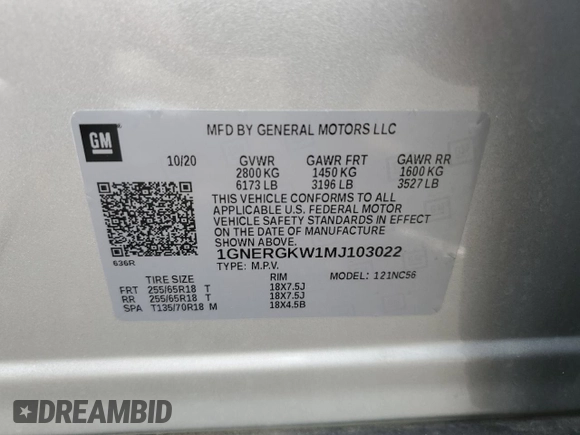 GM
MFD BY GENERAL MOTORS LLC
10/20 GVWR GAWR FRT GAWR RR
2800 KG 1450 KG 1600 KG
6173 LB 3196 LB 3527 LB
THIS VEHICLE CONFORMS TO ALL
APPLICABLE U.S. FEDERAL MOTOR
VEHICLE SAFETY STANDARDS IN EFFECT
ON THE DATE OF MANUFACTURE
SHOWN ABOVE.
1GNERGKW1MJ103022
636R
TYPE: M.P.V. MODEL: 121NC56
TIRE SIZE RIM
FRT 255/65R18 T 18X7.5J
RR 255/65R18 T 18X7.5J
SPA T135/70R18 M 18X4.5B
DREAMBID